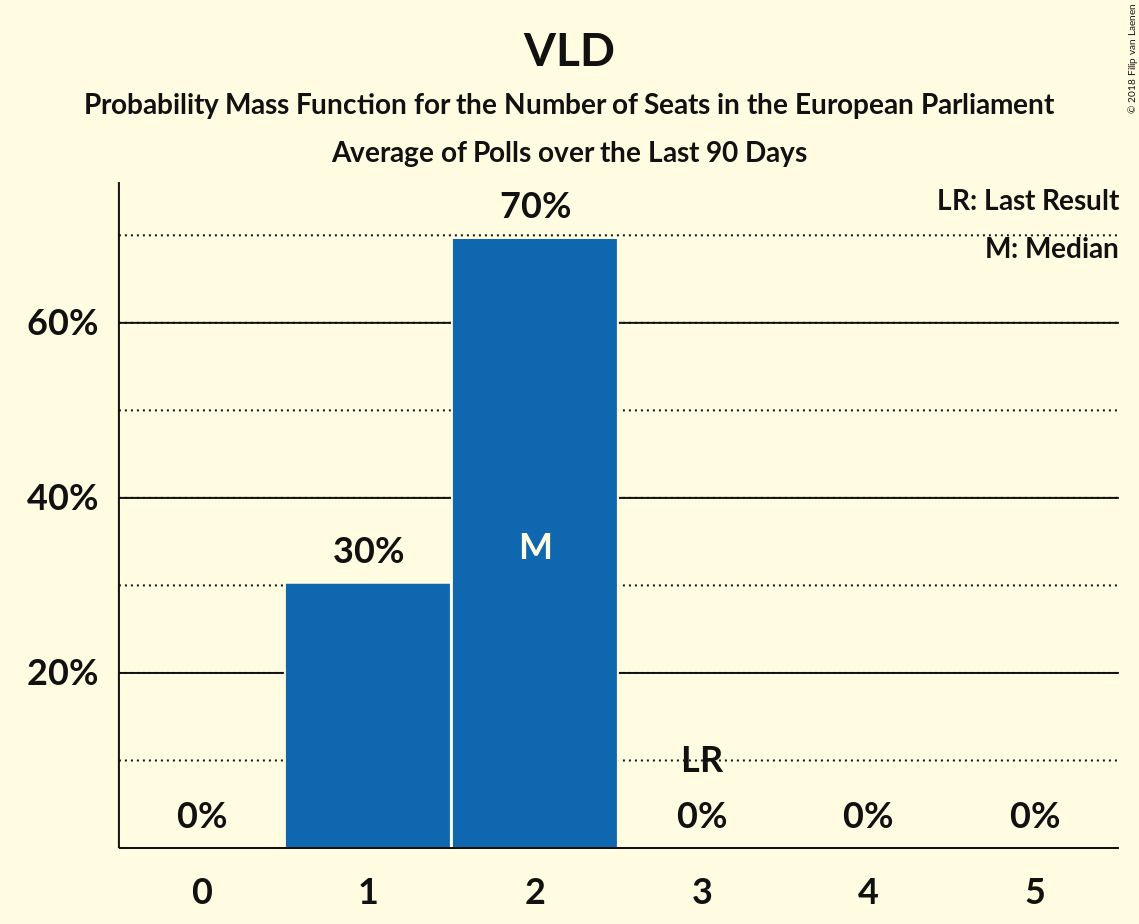 VLD
Probability Mass Function for the Number of Seats in the European Parliament
Average of Polls over the Last 90 Days
© 2018 Filip van Laenen
LR: Last Result
M: Median
70%
60%
40%
30%
M
20%
LR
0%
0%
0%
0%
0 1 2 3 4 5